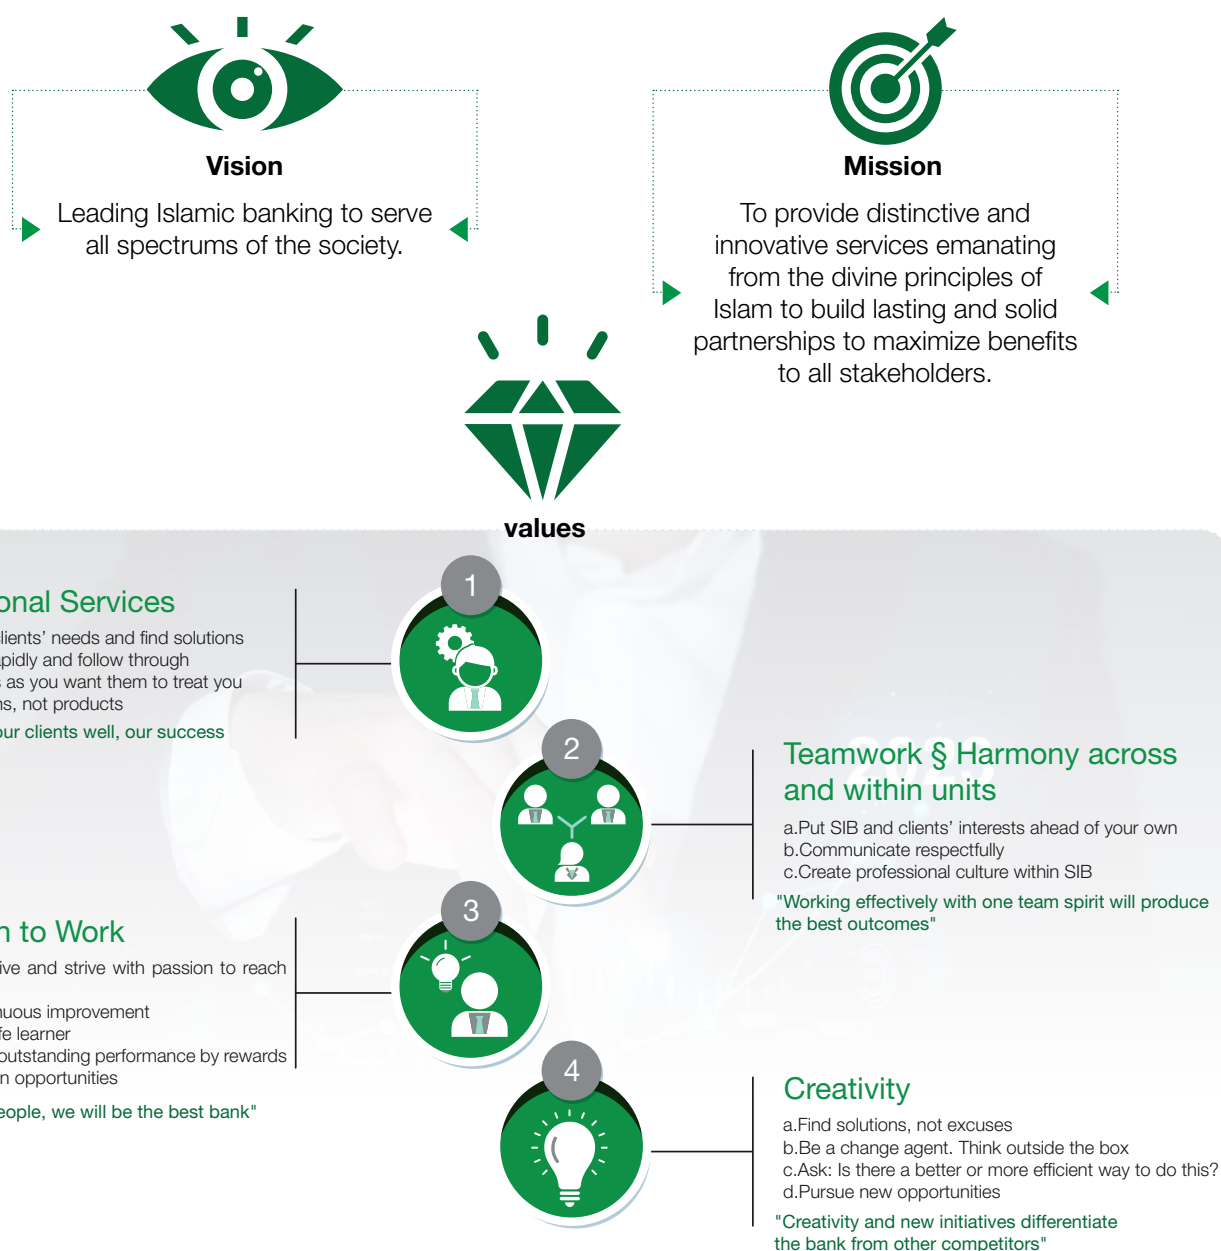 Vision
Leading Islamic banking to serve
all spectrums of the society.
Mission
To provide distinctive and
innovative services emanating
from the divine principles of
Islam to build lasting and solid
partnerships to maximize benefits
to all stakeholders.
values
1
onal Services
lients’ needs and find solutions
apidly and follow through
s as you want them to treat you
ns, not products
our clients well, our success
2
Teamwork § Harmony across
and within units
a.Put SIB and clients’ interests ahead of your own
b.Communicate respectfully
c.Create professional culture within SIB
"Working effectively with one team spirit will produce
the best outcomes"
3
n to Work
ive and strive with passion to reach
nuous improvement
fe learner
outstanding performance by rewards
n opportunities
eople, we will be the best bank"
4
Creativity
a.Find solutions, not excuses
b.Be a change agent. Think outside the box
c.Ask: Is there a better or more efficient way to do this?
d.Pursue new opportunities
"Creativity and new initiatives differentiate
the bank from other competitors"